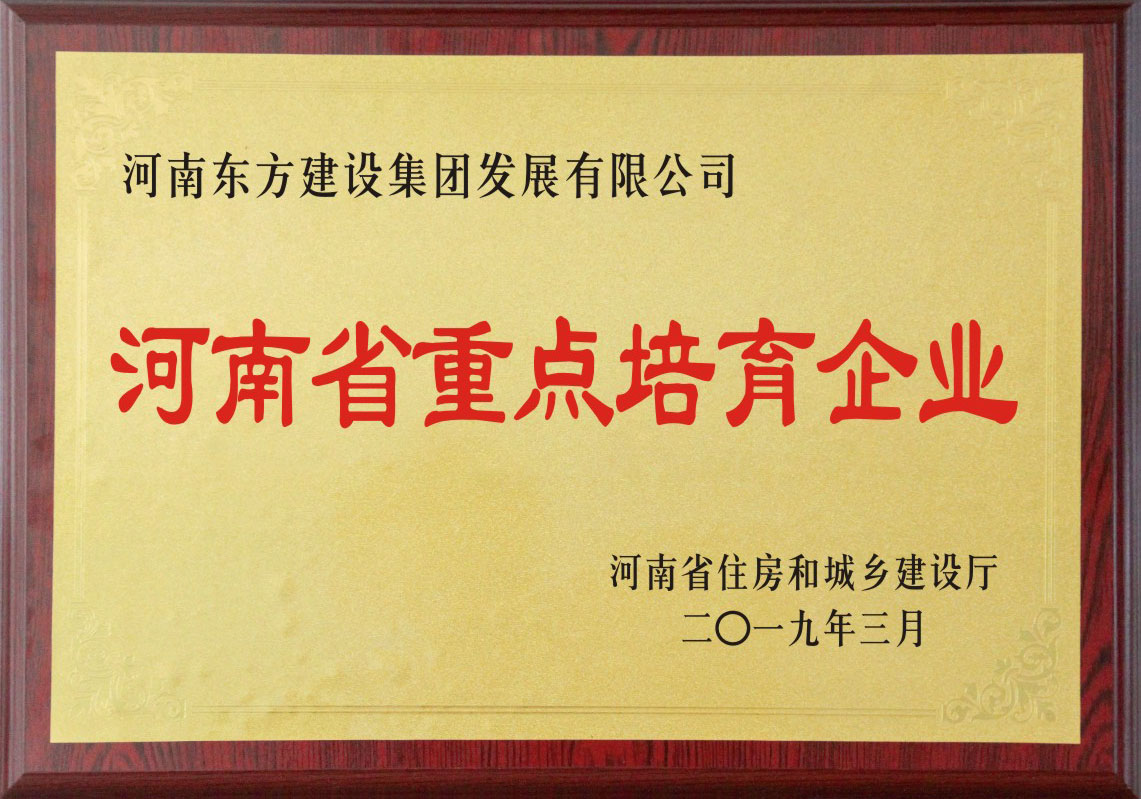 河南东方建设集团发展有限公司
河南省重点培育企业
河南省住房和城乡建设厅
二〇一九年三月